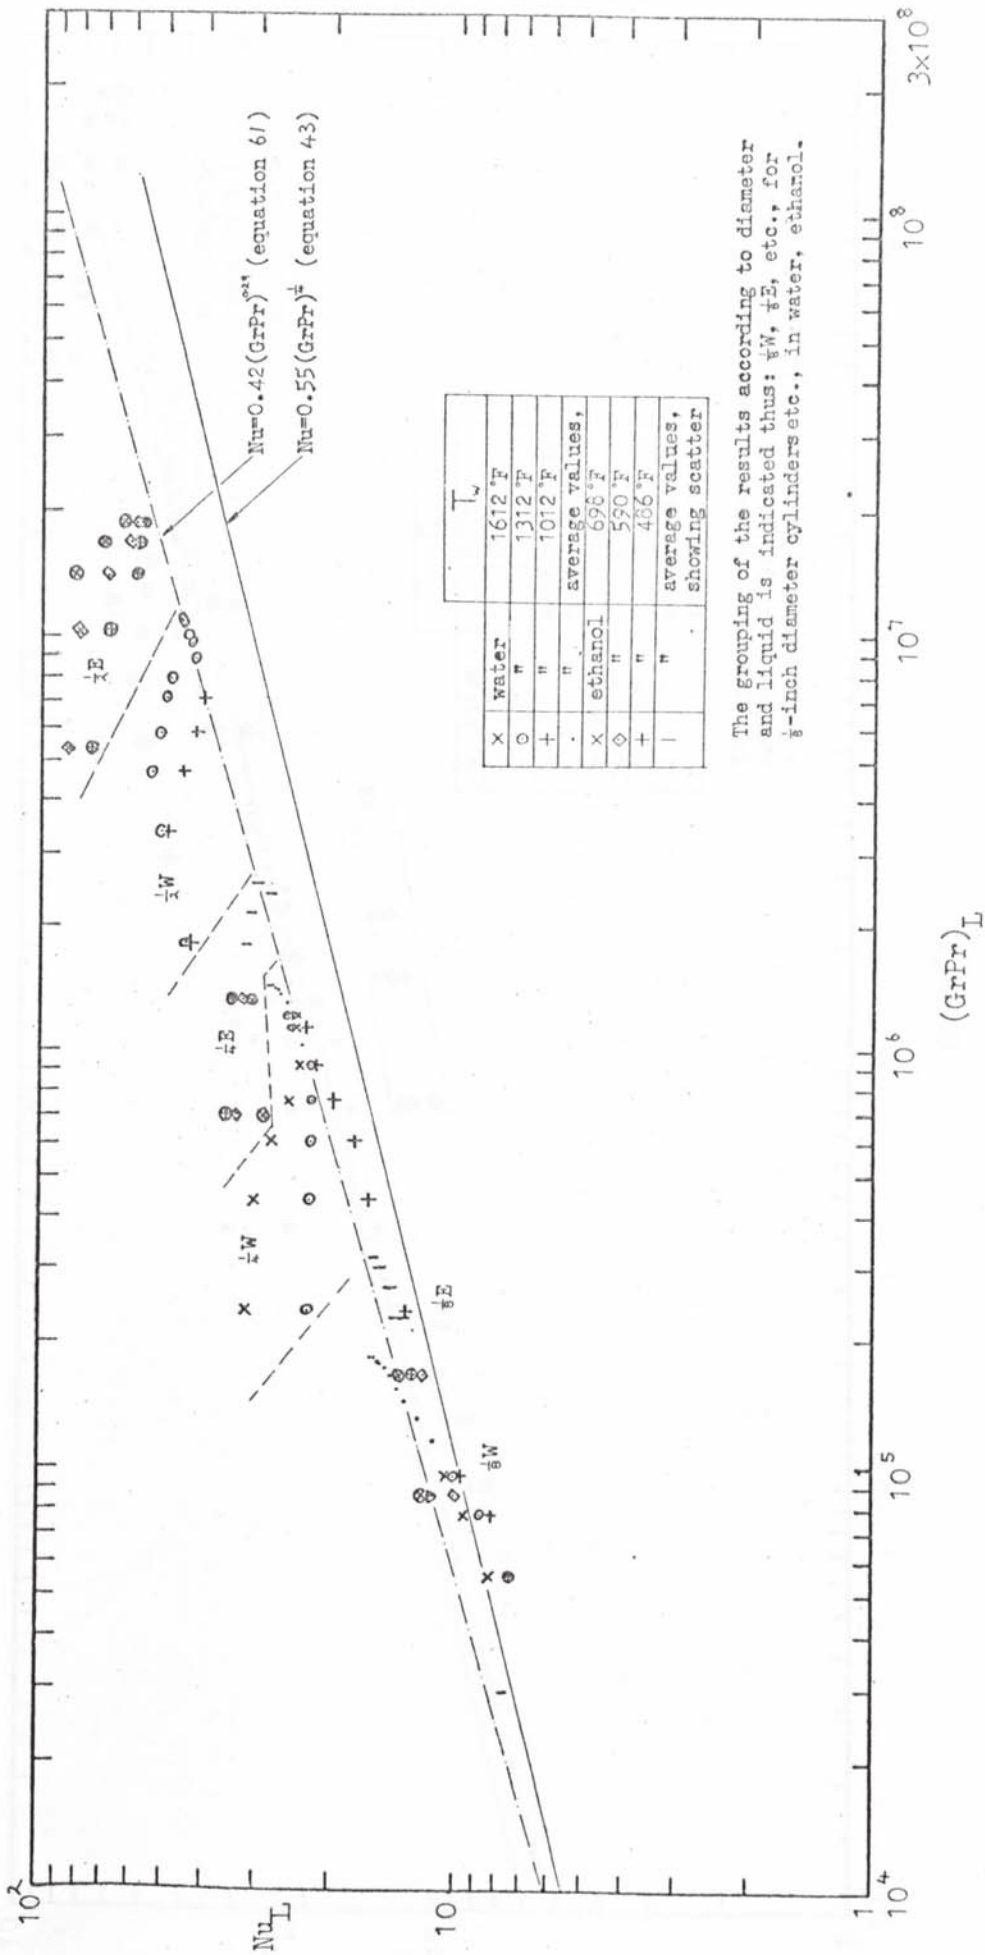 10²
Nu_L
10
1
10⁴
10⁵
10⁶
10⁷
10⁸
3×10⁸
(GrPr)_L
Nu=0.42(GrPr)^0.29 (equation 61)
Nu=0.55(GrPr)^¼ (equation 43)
⅛W
⅛E
¼W
¼E
½W
½E
T_w
× water 1612°F
○ " 1312°F
+ " 1012°F
· " average values,
× ethanol 698°F
◇ " 590°F
+ " 486°F
| " average values, showing scatter
The grouping of the results according to diameter
and liquid is indicated thus: ⅛W, ⅛E, etc., for
⅛-inch diameter cylinders etc., in water, ethanol.